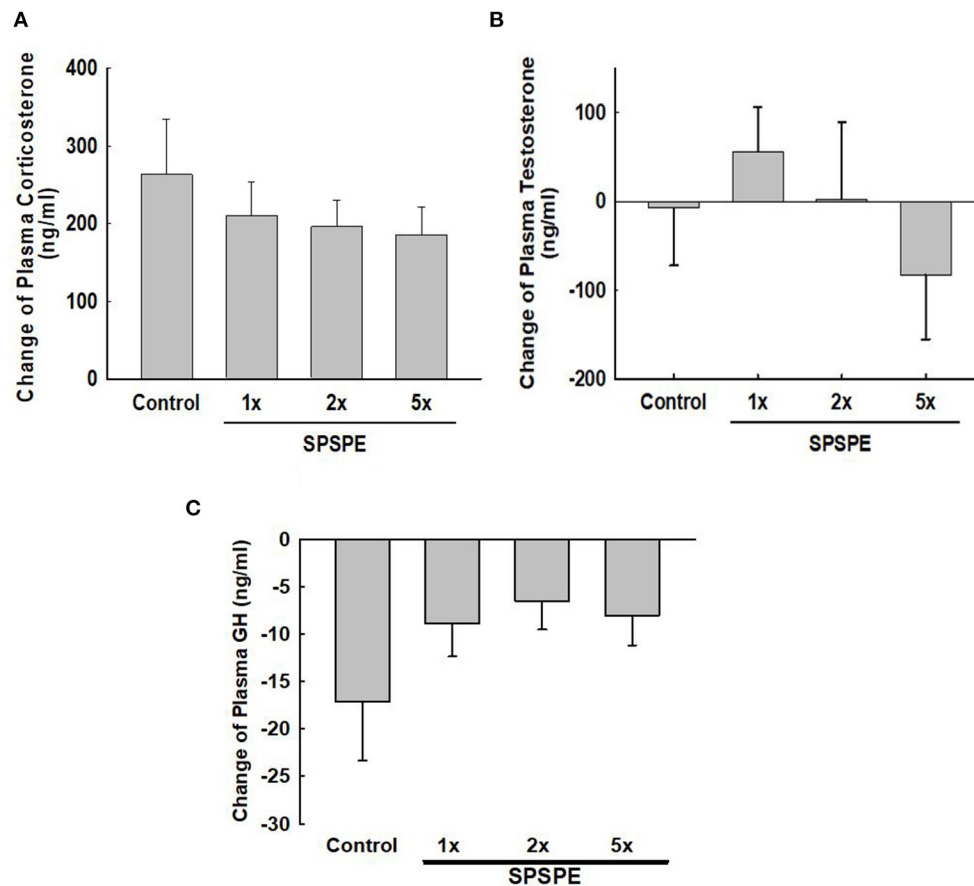 A
Change of Plasma Corticosterone
(ng/ml)
400
300
200
100
0
Control 1x 2x 5x
SPSPE
B
Change of Plasma Testosterone
(ng/ml)
100
0
-100
-200
Control 1x 2x 5x
SPSPE
C
Change of Plasma GH (ng/ml)
0
-5
-10
-15
-20
-25
-30
Control 1x 2x 5x
SPSPE